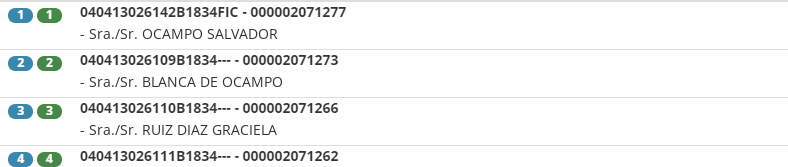 1 1 040413026142B1834FIC - 000002071277
- Sra./Sr. OCAMPO SALVADOR
2 2 040413026109B1834--- - 000002071273
- Sra./Sr. BLANCA DE OCAMPO
3 3 040413026110B1834--- - 000002071266
- Sra./Sr. RUIZ DIAZ GRACIELA
4 4 040413026111B1834--- - 000002071262